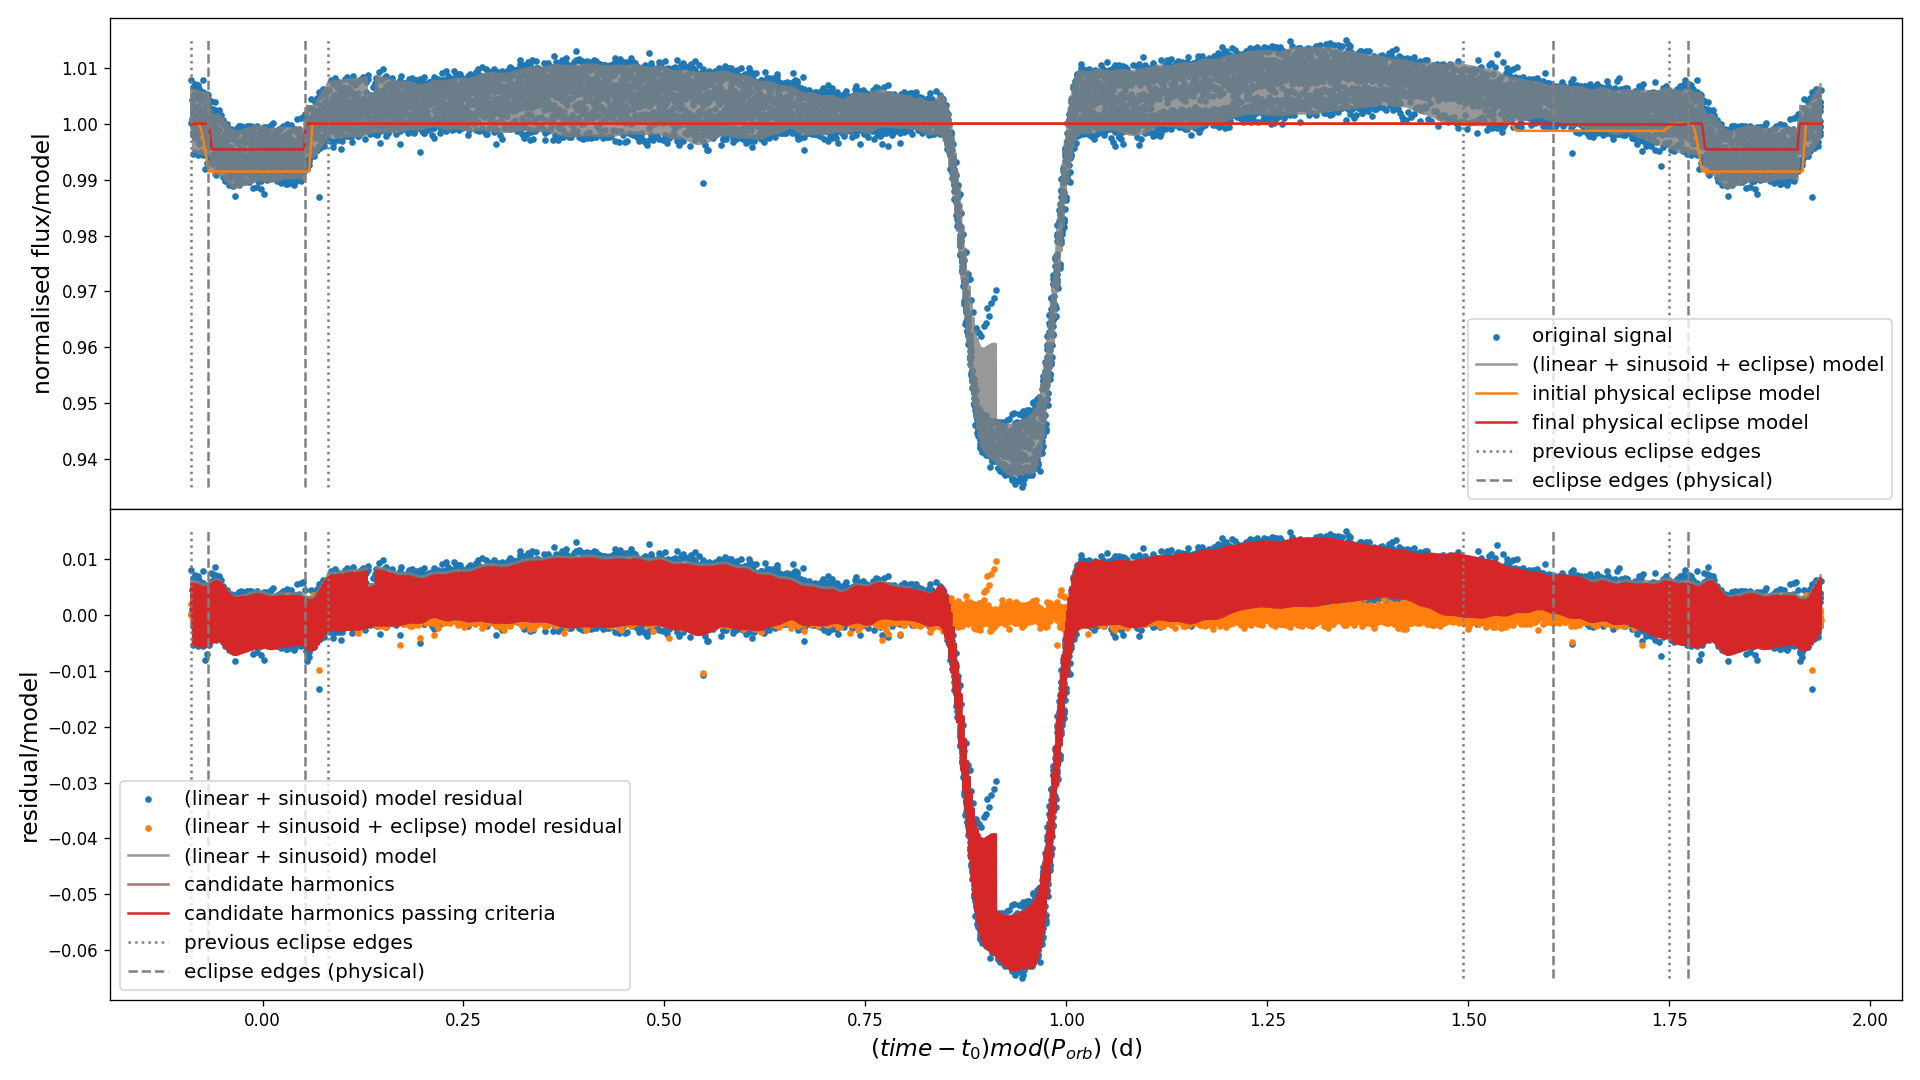 normalised flux/model
1.01
1.00
0.99
0.98
0.97
0.96
0.95
0.94
original signal
(linear + sinusoid + eclipse) model
initial physical eclipse model
final physical eclipse model
previous eclipse edges
eclipse edges (physical)
residual/model
0.01
0.00
−0.01
−0.02
−0.03
−0.04
−0.05
−0.06
(linear + sinusoid) model residual
(linear + sinusoid + eclipse) model residual
(linear + sinusoid) model
candidate harmonics
candidate harmonics passing criteria
previous eclipse edges
eclipse edges (physical)
0.00 0.25 0.50 0.75 1.00 1.25 1.50 1.75 2.00
(time − t₀)mod(P_orb) (d)